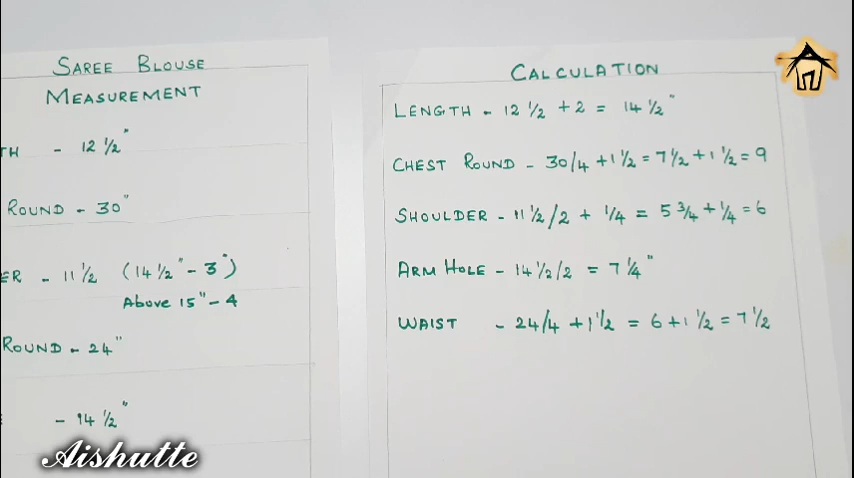 SAREE BLOUSE
MEASUREMENT
TH - 12 1/2"
ROUND - 30"
ER - 11 1/2 (14 1/2" - 3")
Above 15" - 4
ROUND - 24"
- 14 1/2"
Aishutte
CALCULATION
LENGTH - 12 1/2 + 2 = 14 1/2"
CHEST ROUND - 30/4 + 1 1/2 = 7 1/2 + 1 1/2 = 9
SHOULDER - 11 1/2/2 + 1/4 = 5 3/4 + 1/4 = 6
ARM HOLE - 14 1/2/2 = 7 1/4"
WAIST - 24/4 + 1 1/2 = 6 + 1 1/2 = 7 1/2